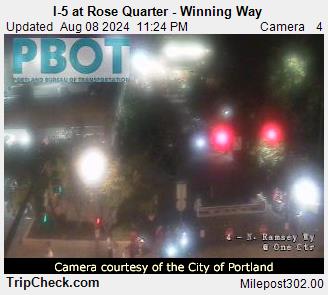 I-5 at Rose Quarter - Winning Way
Updated Aug 08 2024 11:24 PM Camera 4
PBOT
PORTLAND BUREAU OF TRANSPORTATION
4 - N. Ramsey Wy
@ One Ctr
Camera courtesy of the City of Portland
TripCheck.com Milepost302.00